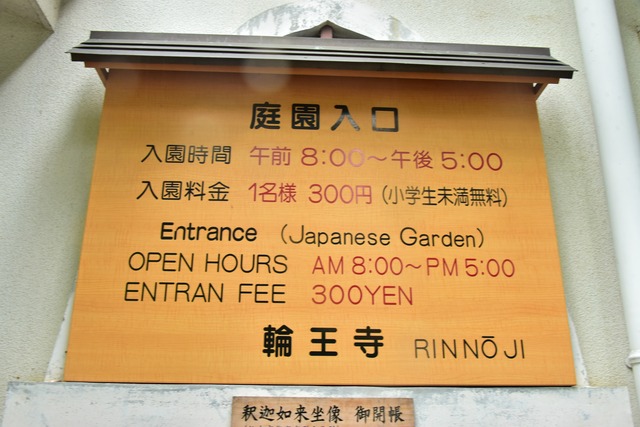 庭園入口
入園時間 午前 8:00～午後 5:00
入園料金 1名様 300円 (小学生未満無料)
Entrance (Japanese Garden)
OPEN HOURS AM 8:00～PM 5:00
ENTRAN FEE 300YEN
輪王寺 RINNŌJI
釈迦如来坐像 御開帳